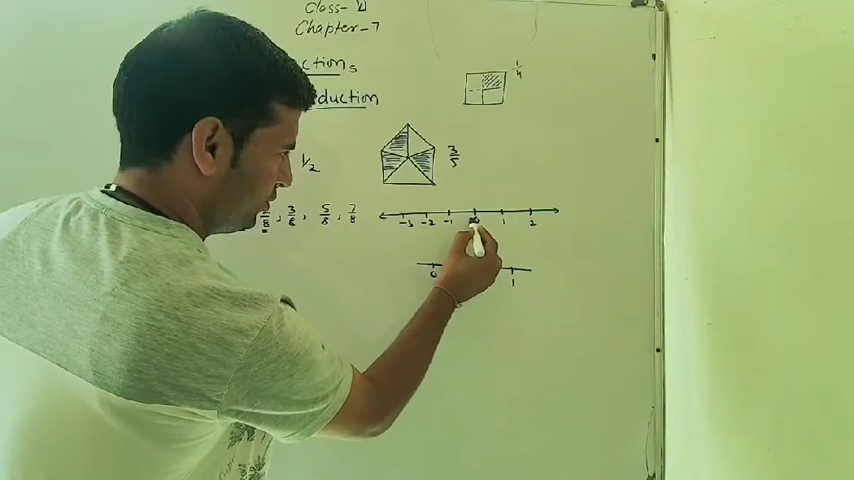 Class-VI
Chapter-7
ctions
duction
1/4
1/2
3/5
/8, 3/8, 5/8, 7/8
-3 -2 -1 1 2
0 1